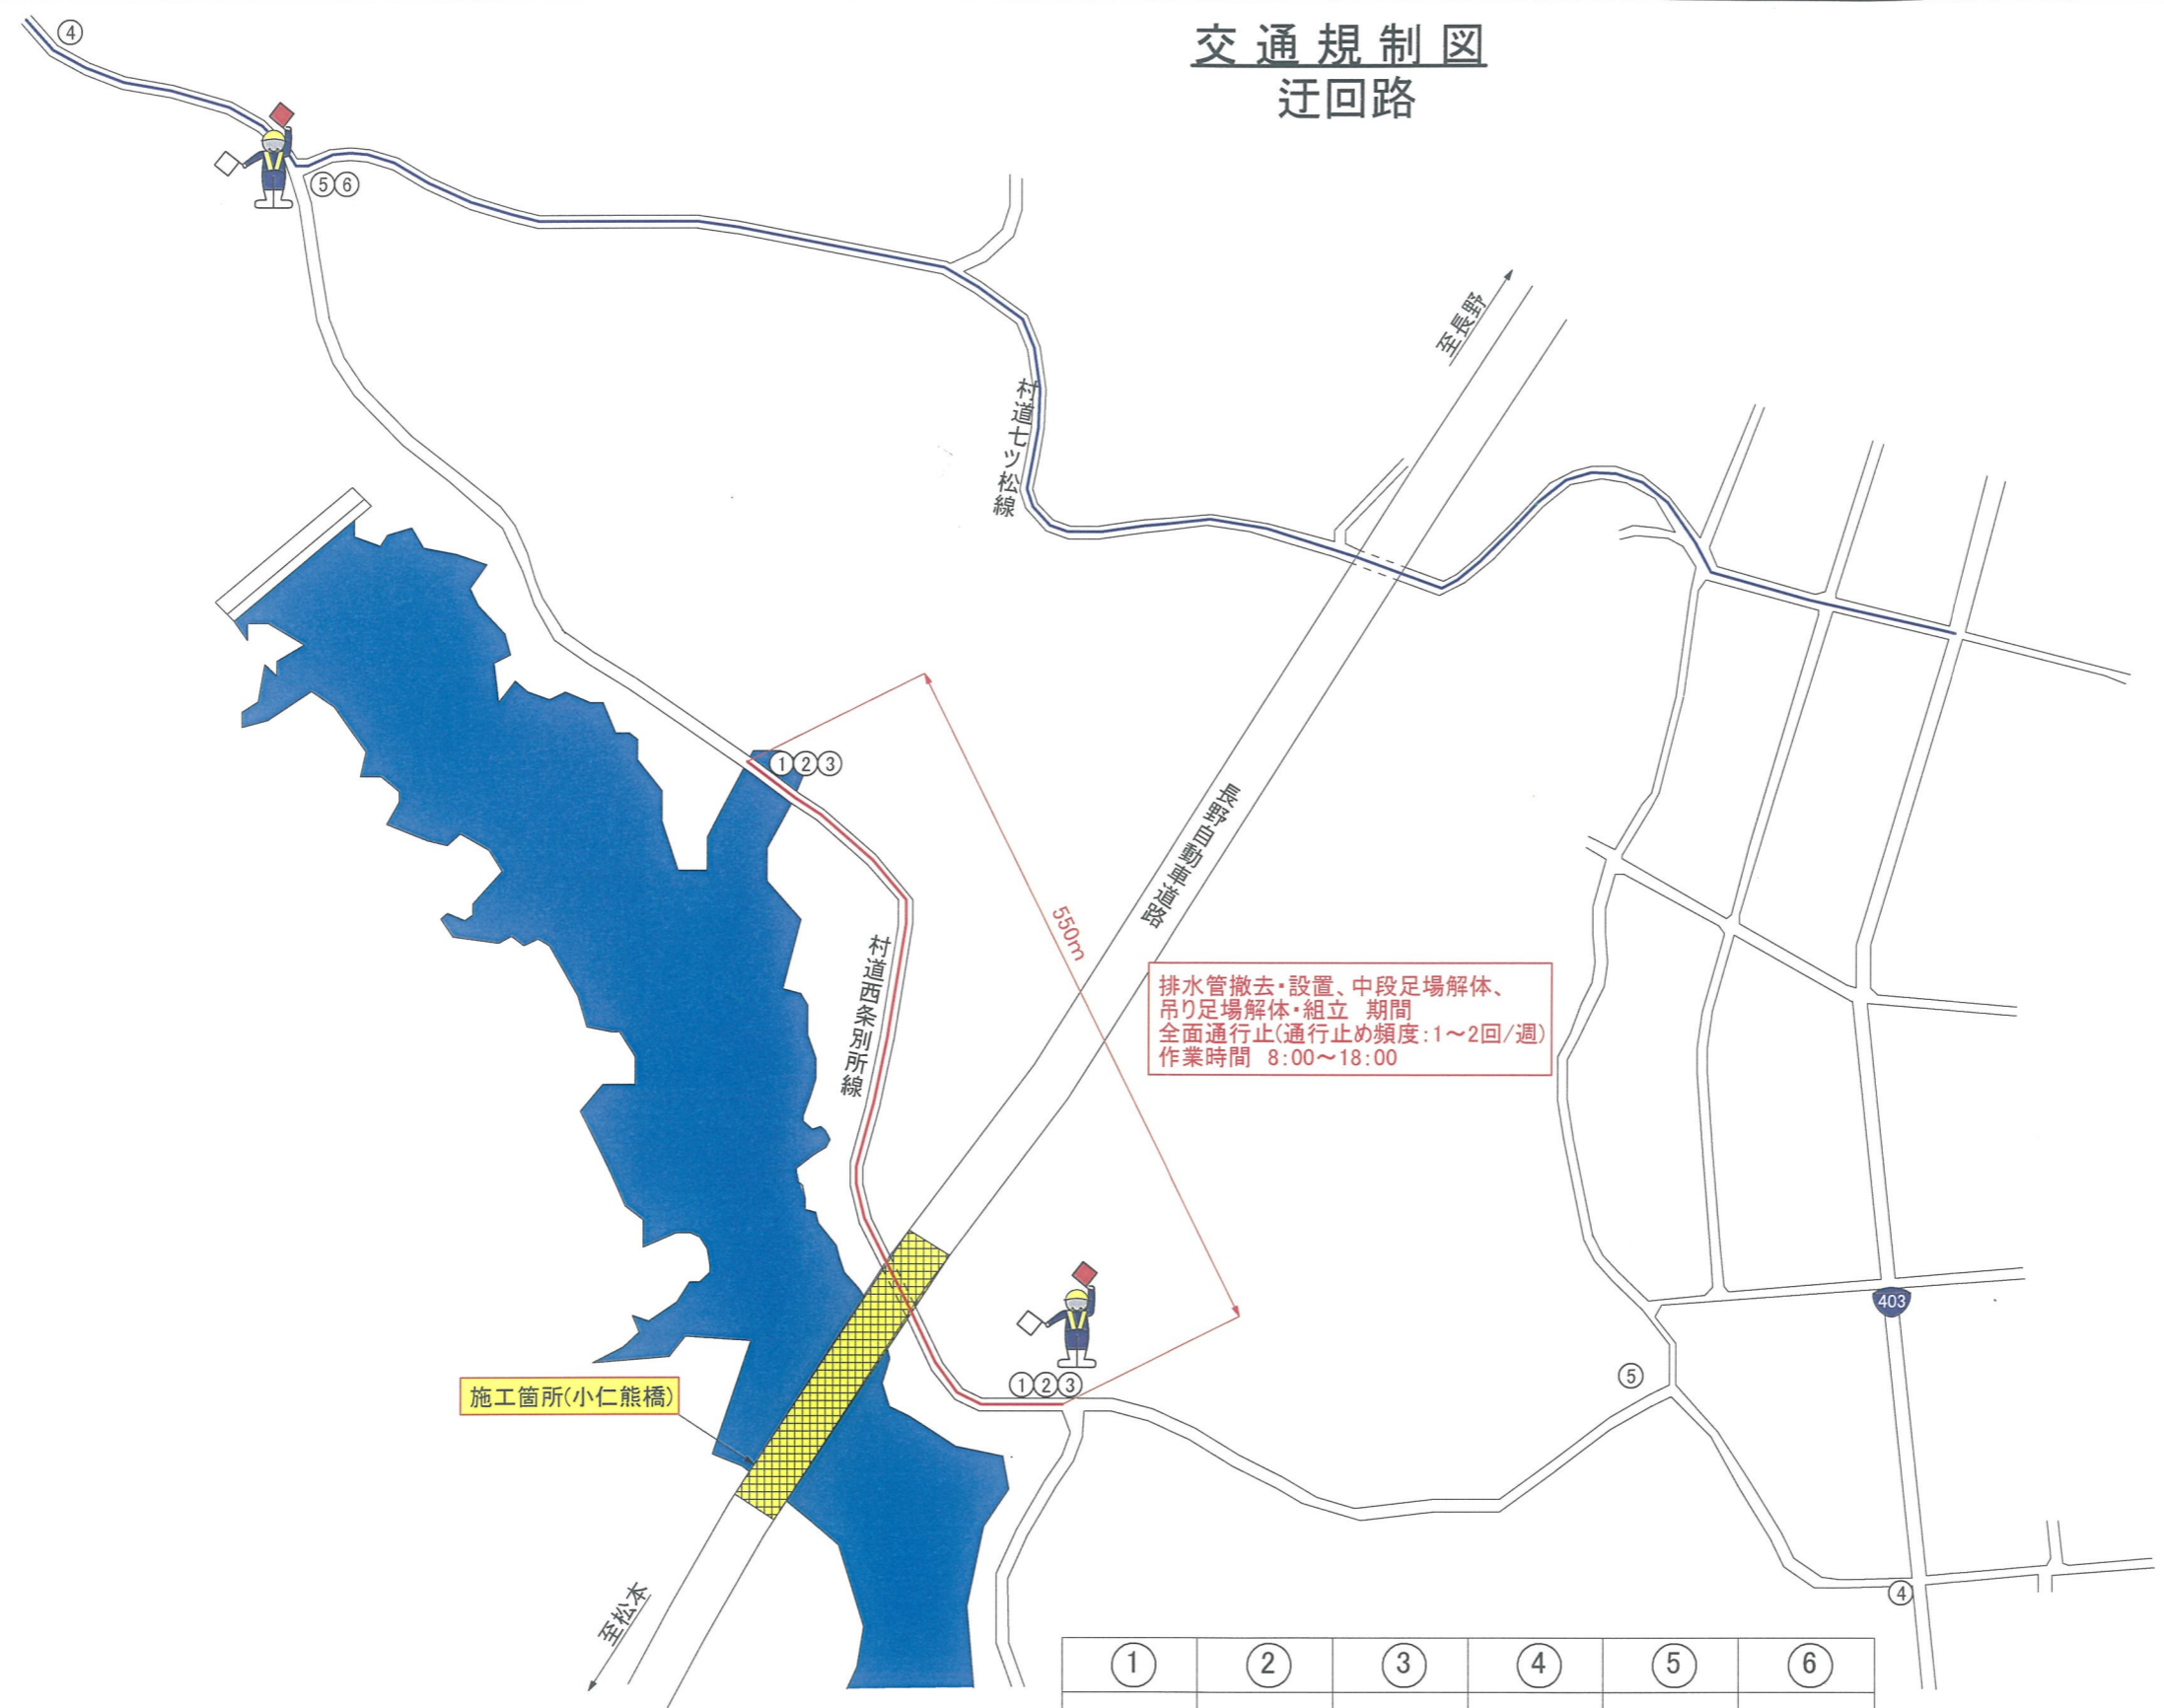 交通規制図
迂回路
④
⑤⑥
至長野
村道七ツ松線
①②③
長野自動車道路
550m
村道西条別所線
排水管撤去・設置、中段足場解体、
吊り足場解体・組立 期間
全面通行止(通行止め頻度:1～2回/週)
作業時間 8:00～18:00
403
施工箇所(小仁熊橋)
①②③
⑤
④
至松本
① ② ③ ④ ⑤ ⑥